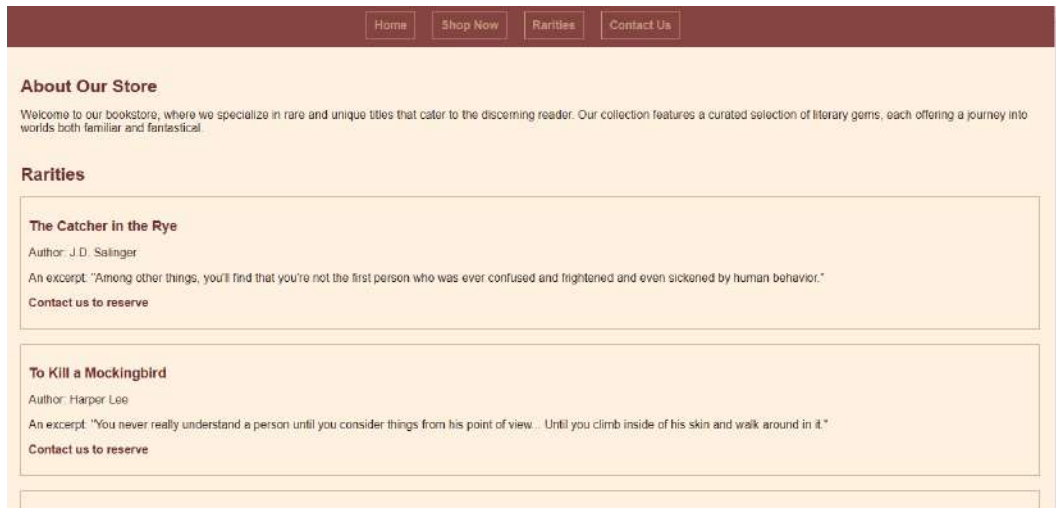 Home Shop Now Rarities Contact Us
About Our Store
Welcome to our bookstore, where we specialize in rare and unique titles that cater to the discerning reader. Our collection features a curated selection of literary gems, each offering a journey into
worlds both familiar and fantastical.
Rarities
The Catcher in the Rye
Author: J.D. Salinger
An excerpt: "Among other things, you'll find that you're not the first person who was ever confused and frightened and even sickened by human behavior."
Contact us to reserve
To Kill a Mockingbird
Author: Harper Lee
An excerpt: "You never really understand a person until you consider things from his point of view... Until you climb inside of his skin and walk around in it."
Contact us to reserve